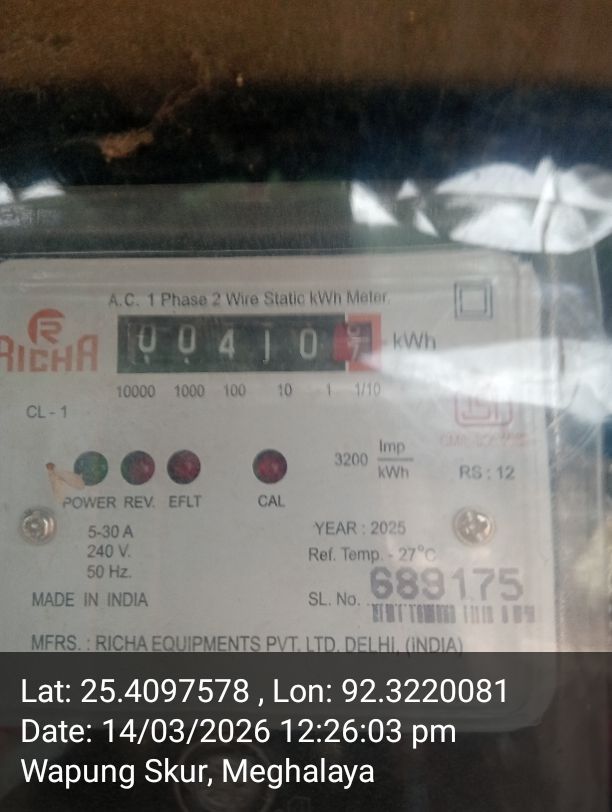 A.C. 1 Phase 2 Wire Static kWh Meter.
RICHA
00410 kWh
10000 1000 100 10 1 1/10
CL - 1
3200 Imp
kWh
RS : 12
POWER REV. EFLT CAL
5-30 A
240 V.
50 Hz.
YEAR : 2025
Ref. Temp. - 27°C
MADE IN INDIA
SL. No. 689175
MFRS. : RICHA EQUIPMENTS PVT. LTD. DELHI, (INDIA)
Lat: 25.4097578 , Lon: 92.3220081
Date: 14/03/2026 12:26:03 pm
Wapung Skur, Meghalaya